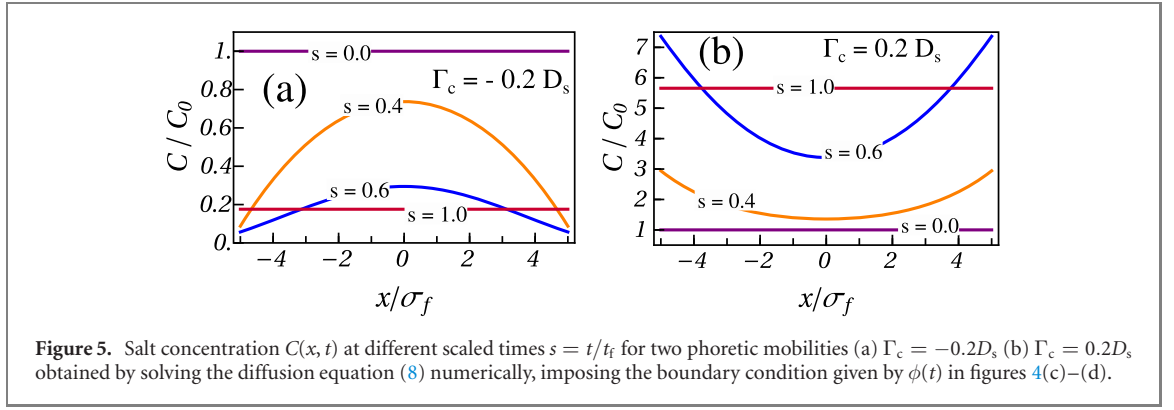 (a)
Γc = - 0.2 Ds
s = 0.0
s = 0.4
s = 0.6
s = 1.0
C / C0
1.
0.8
0.6
0.4
0.2
0.
−4 −2 0 2 4
x/σf
(b)
Γc = 0.2 Ds
s = 1.0
s = 0.6
s = 0.4
s = 0.0
C / C0
7
6
5
4
3
2
1
−4 −2 0 2 4
x/σf
Figure 5. Salt concentration C(x, t) at different scaled times s = t/tf for two phoretic mobilities (a) Γc = −0.2Ds (b) Γc = 0.2Ds
obtained by solving the diffusion equation (8) numerically, imposing the boundary condition given by ϕ(t) in figures 4(c)–(d).